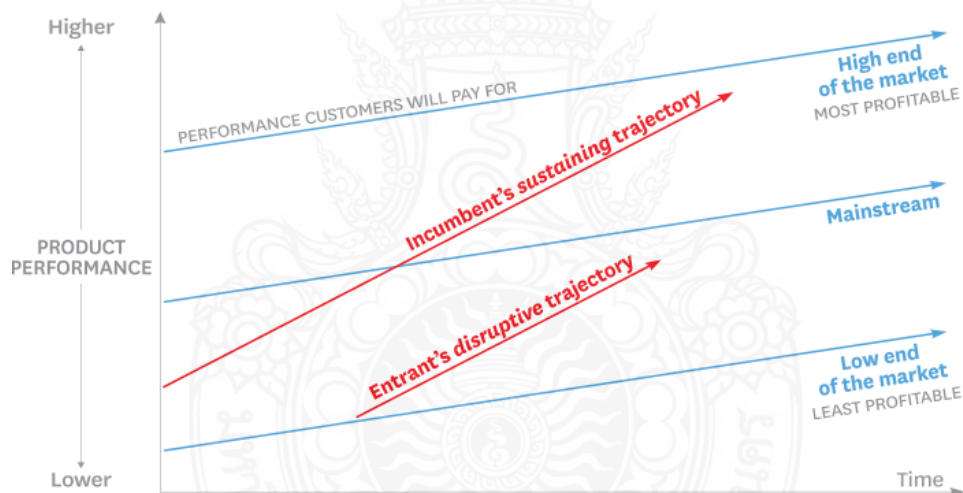 Higher
PERFORMANCE CUSTOMERS WILL PAY FOR
High end
of the market
MOST PROFITABLE
Incumbent's sustaining trajectory
Mainstream
PRODUCT
PERFORMANCE
Entrant's disruptive trajectory
Low end
of the market
LEAST PROFITABLE
Lower
Time